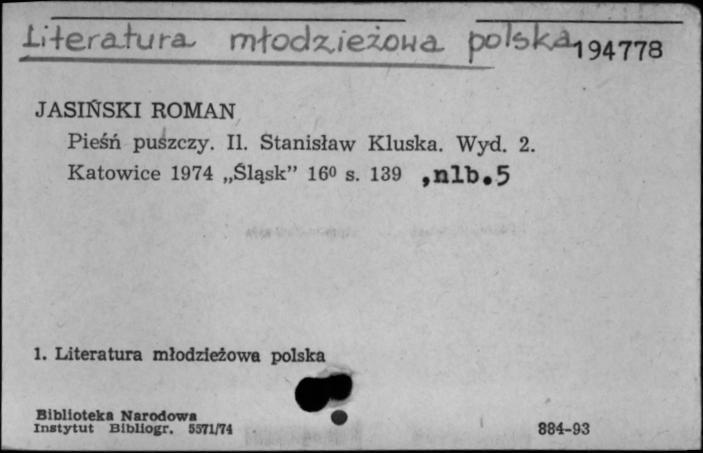 Literatura młodzieżowa polska 194778
JASIŃSKI ROMAN
Pieśń puszczy. Il. Stanisław Kluska. Wyd. 2.
Katowice 1974 „Śląsk” 16⁰ s. 139 ,nlb.5
1. Literatura młodzieżowa polska
Biblioteka Narodowa
Instytut Bibliogr. 5571/74 884-93